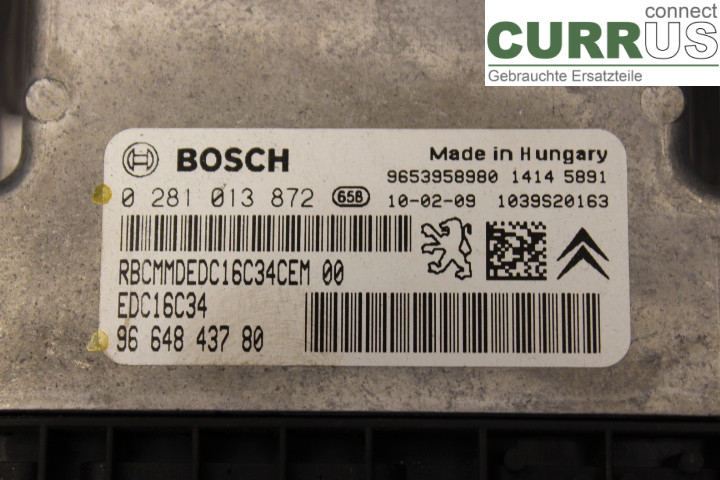 connect
CURRUS
Gebrauchte Ersatzteile
BOSCH
Made in Hungary
9653958980 1414 5891
0 281 013 872 658
10-02-09 1039S20163
RBCMMDEDC16C34CEM 00
EDC16C34
96 648 437 80